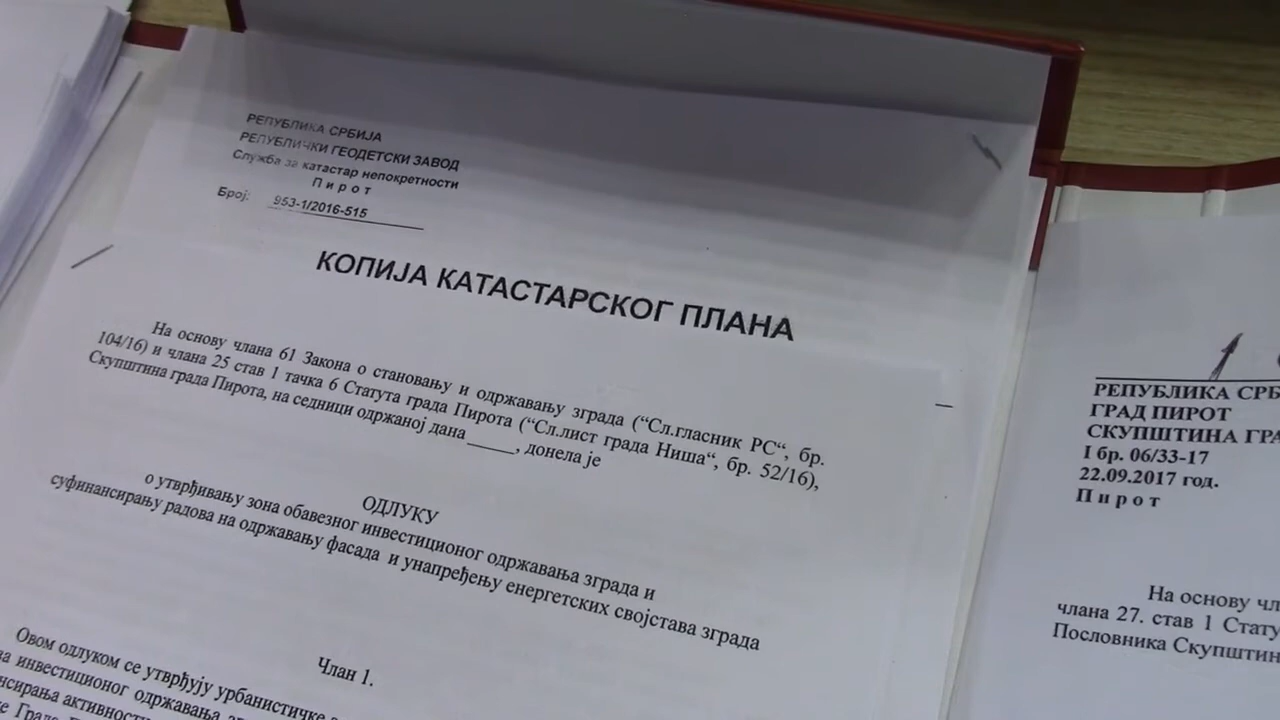 РЕПУБЛИКА СРБИЈА
РЕПУБЛИЧКИ ГЕОДЕТСКИ ЗАВОД
Служба за катастар непокретности
Пирот
Број: 953-1/2016-515
КОПИЈА КАТАСТАРСКОГ ПЛАНА
На основу члана 61 Закона о становању и одржавању зграда (“Сл.гласник РС“, бр.
104/16) и члана 25 став 1 тачка 6 Статута града Пирота (“Сл.лист града Ниша“, бр. 52/16),
Скупштина града Пирота, на седници одржаној дана _____, донела је
ОДЛУКУ
о утврђивању зона обавезног инвестиционог одржавања зграда и
суфинансирању радова на одржавању фасада и унапређењу енергетских својстава зграда
Члан 1.
Овом одлуком се утврђују урбанистичке
инвестиционог одржавања
активности
Града
РЕПУБЛИКА СРБ
ГРАД ПИРОТ
СКУПШТИНА ГРА
I бр. 06/33-17
22.09.2017 год.
Пирот
На основу чл
члана 27. став 1 Стату
Пословника Скупштин